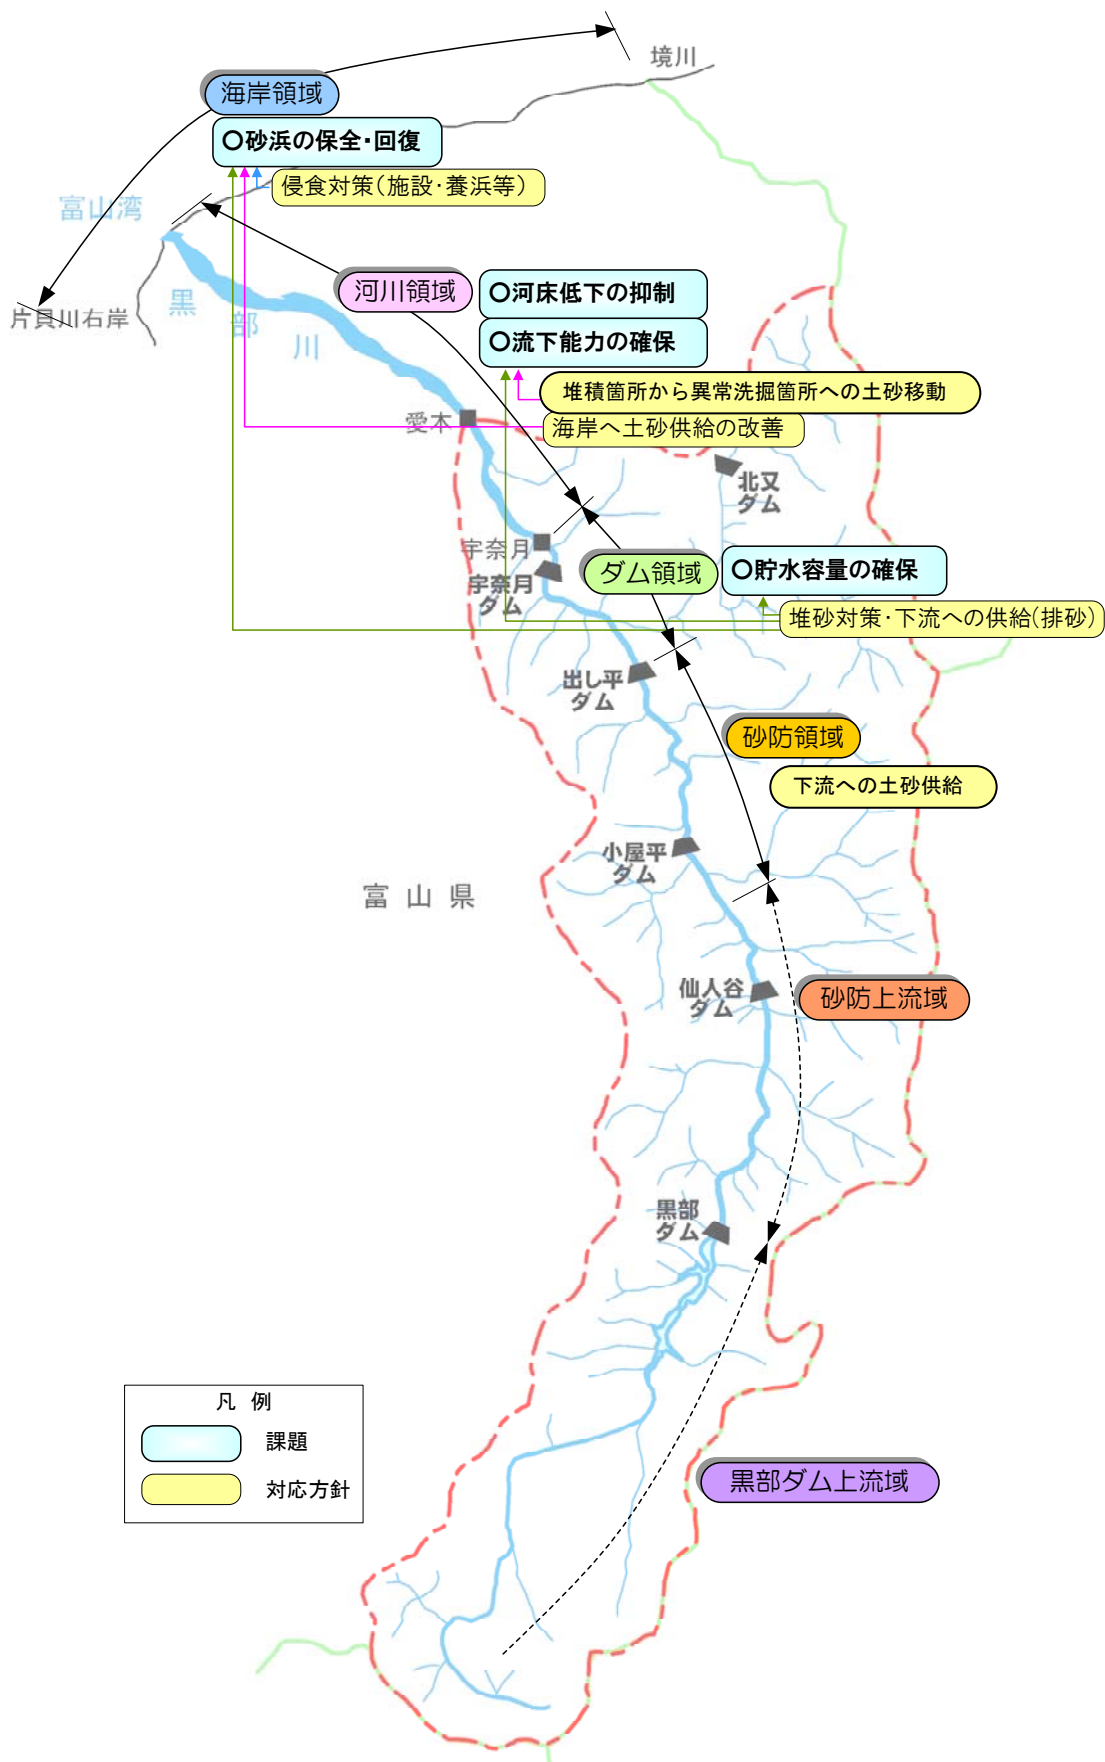 境川
海岸領域
○砂浜の保全・回復
侵食対策（施設・養浜等）
富山湾
片貝川右岸
黒部川
河川領域
○河床低下の抑制
○流下能力の確保
堆積箇所から異常洗掘箇所への土砂移動
海岸へ土砂供給の改善
愛本
北又
ダム
宇奈月
宇奈月
ダム
ダム領域
○貯水容量の確保
堆砂対策・下流への供給(排砂)
出し平
ダム
砂防領域
下流への土砂供給
小屋平
ダム
富山県
仙人谷
ダム
砂防上流域
黒部
ダム
凡 例
課題
対応方針
黒部ダム上流域